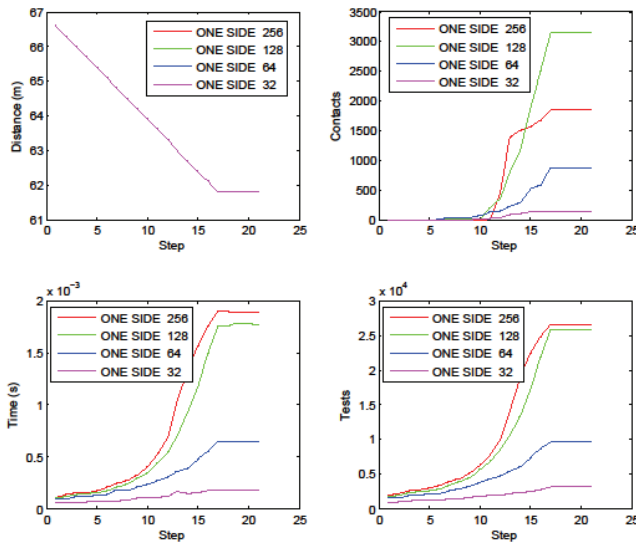 67
66
65
64
63
62
61
0 5 10 15 20 25
Distance (m)
Step
ONE SIDE 256
ONE SIDE 128
ONE SIDE 64
ONE SIDE 32
3500
3000
2500
2000
1500
1000
500
0
0 5 10 15 20 25
Contacts
Step
ONE SIDE 256
ONE SIDE 128
ONE SIDE 64
ONE SIDE 32
x 10⁻³
2
1.5
1
0.5
0
0 5 10 15 20 25
Time (s)
Step
ONE SIDE 256
ONE SIDE 128
ONE SIDE 64
ONE SIDE 32
x 10⁴
3
2.5
2
1.5
1
0.5
0
0 5 10 15 20 25
Tests
Step
ONE SIDE 256
ONE SIDE 128
ONE SIDE 64
ONE SIDE 32